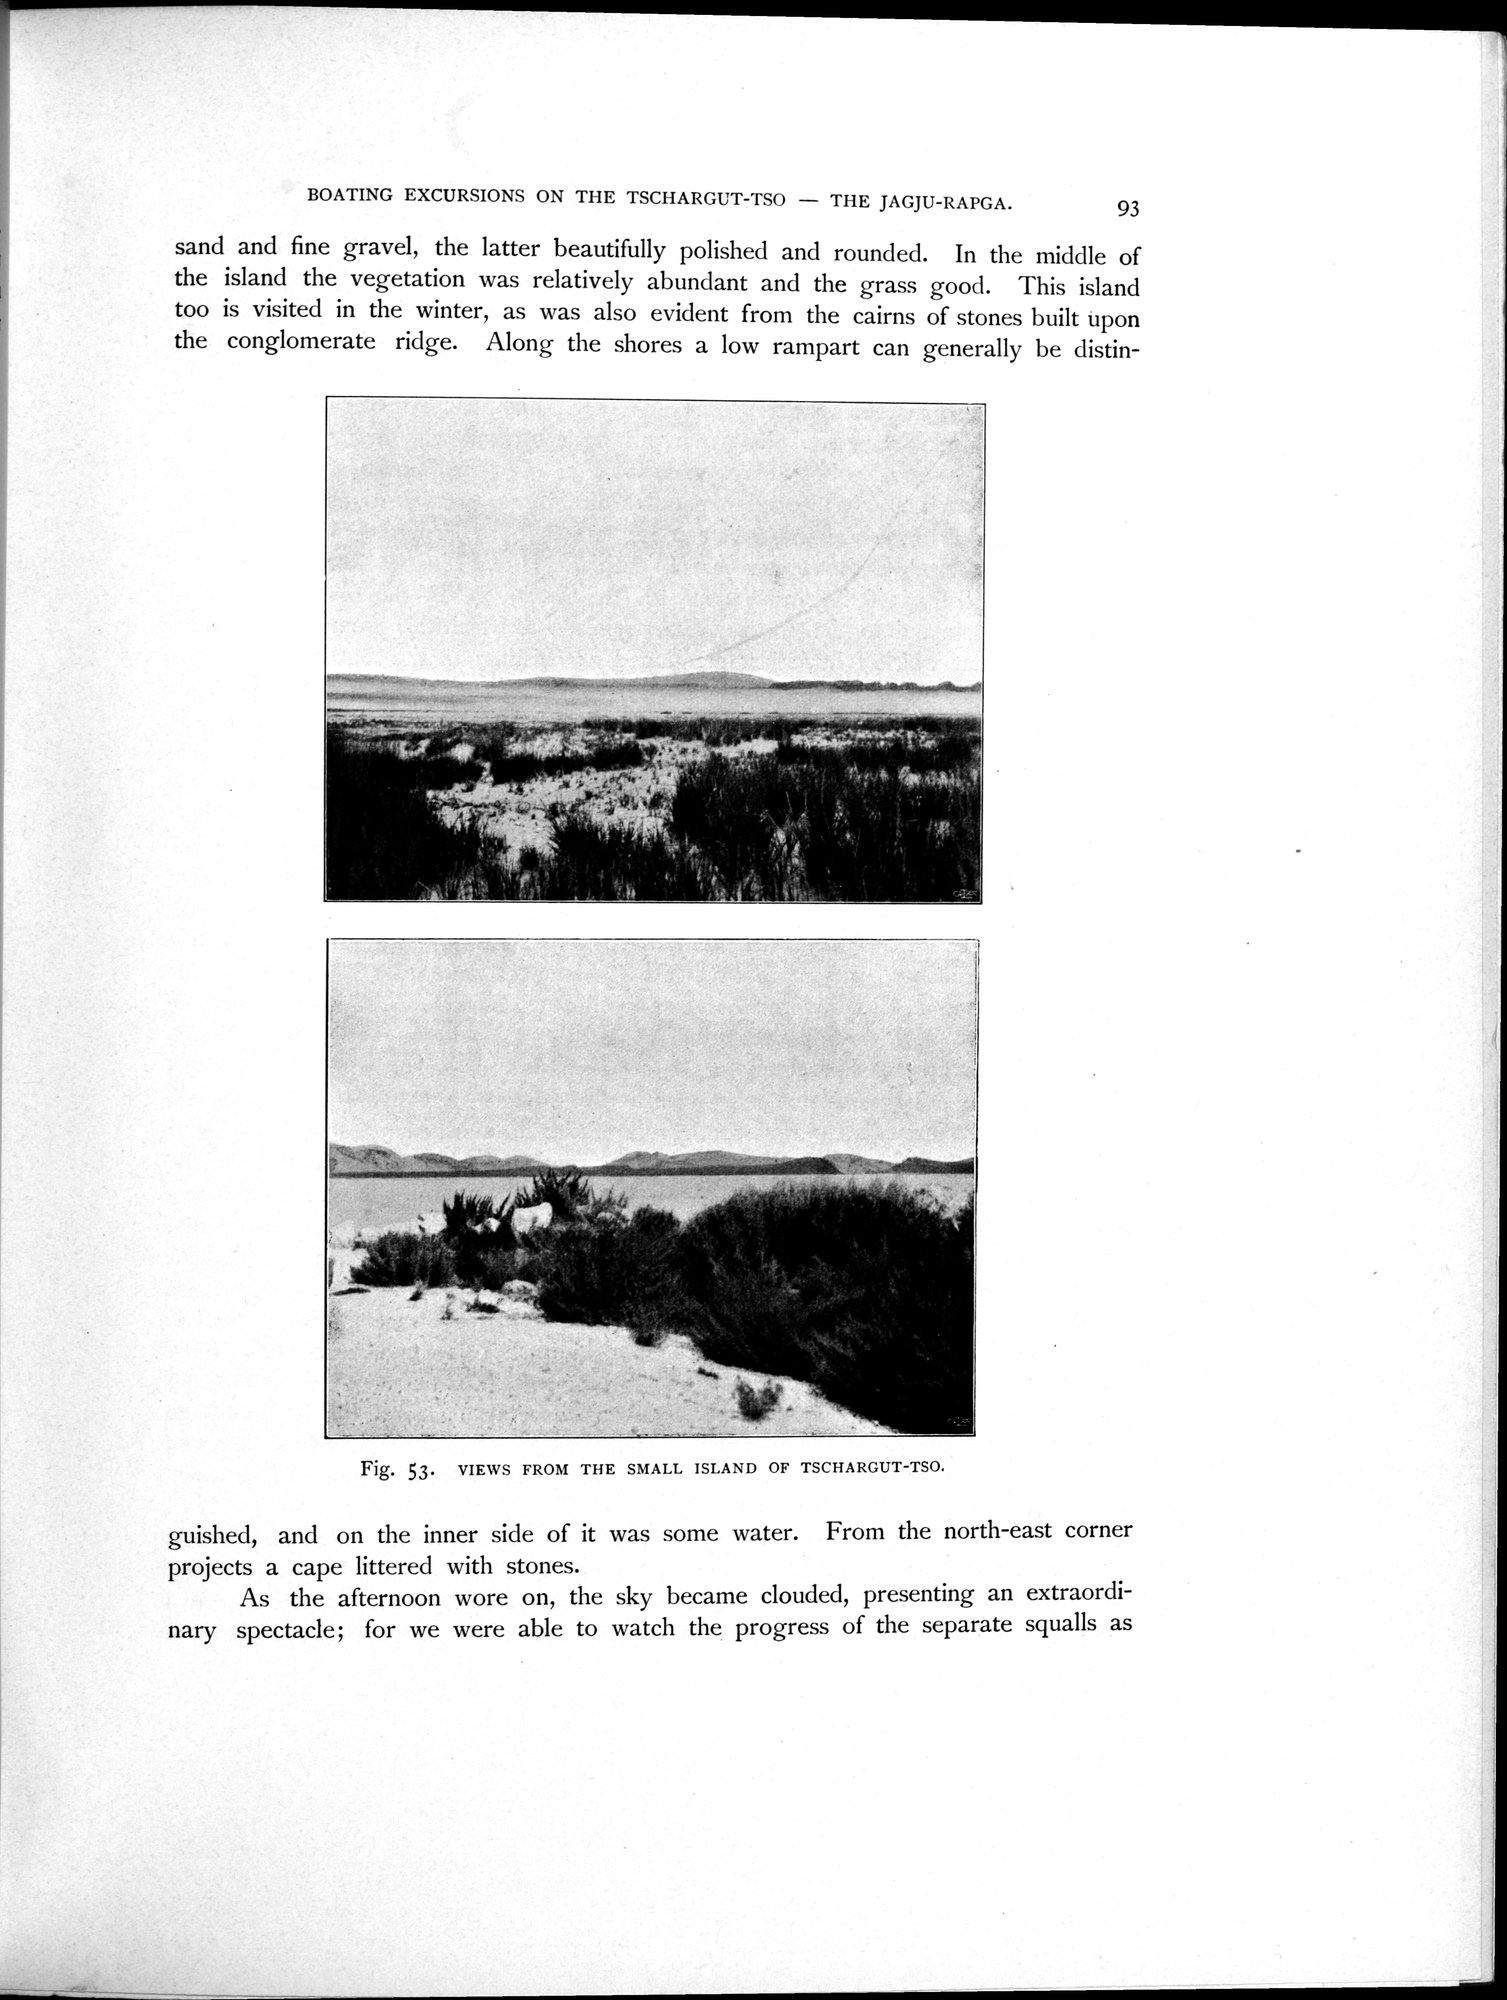 BOATING EXCURSIONS ON THE TSCHARGUT-TSO — THE JAGJU-RAPGA. 93
sand and fine gravel, the latter beautifully polished and rounded. In the middle of
the island the vegetation was relatively abundant and the grass good. This island
too is visited in the winter, as was also evident from the cairns of stones built upon
the conglomerate ridge. Along the shores a low rampart can generally be distin-
Fig. 53. VIEWS FROM THE SMALL ISLAND OF TSCHARGUT-TSO.
guished, and on the inner side of it was some water. From the north-east corner
projects a cape littered with stones.
As the afternoon wore on, the sky became clouded, presenting an extraordi-
nary spectacle; for we were able to watch the progress of the separate squalls as